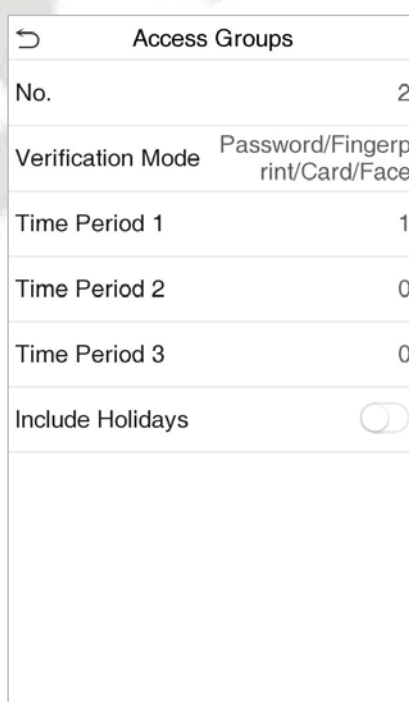 Access Groups
No. 2
Verification Mode Password/Fingerp
rint/Card/Face
Time Period 1 1
Time Period 2 0
Time Period 3 0
Include Holidays